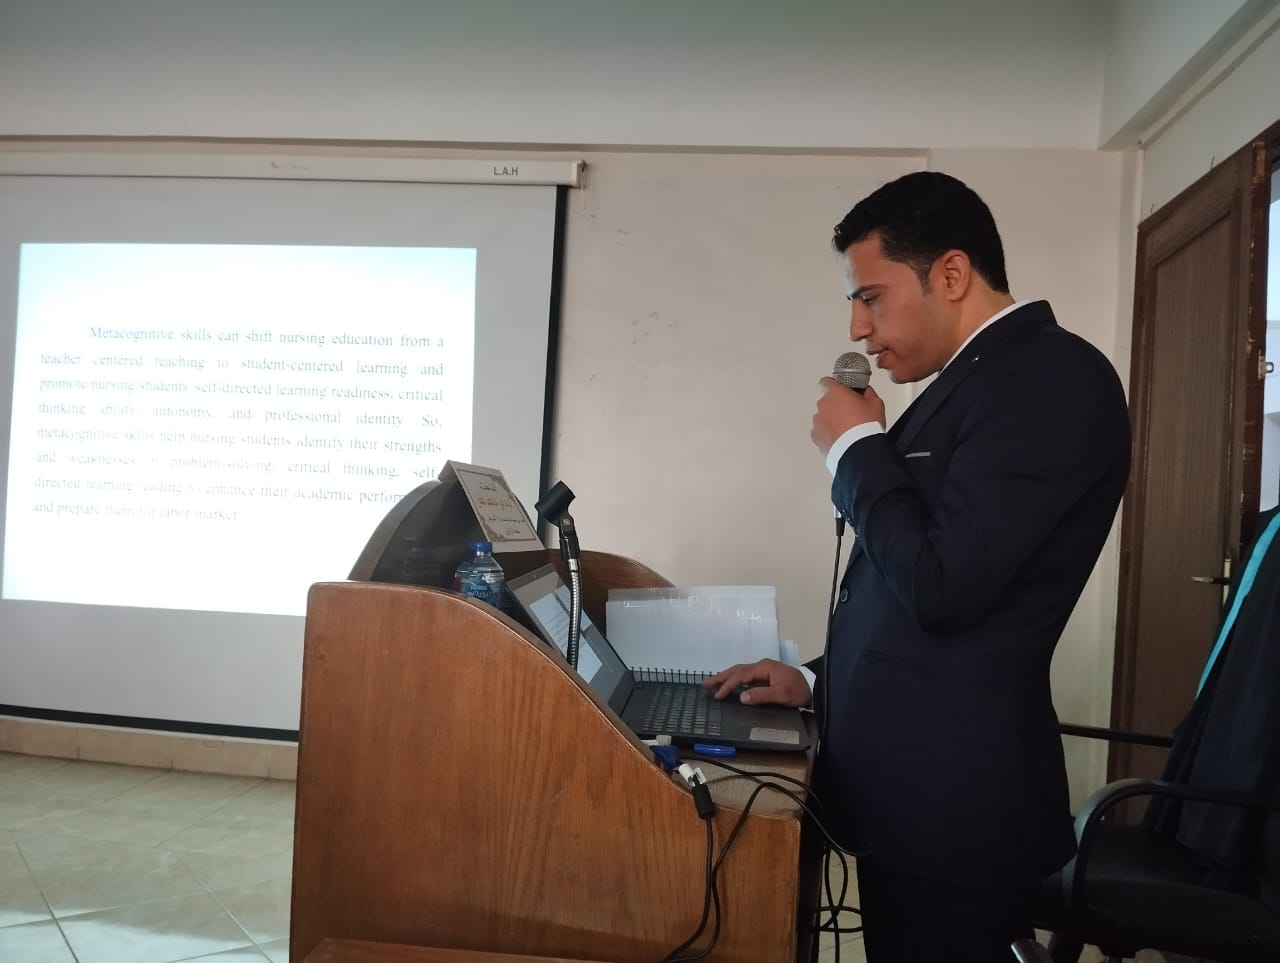 L.A.H
Metacognitive skills can shift nursing education from a
teacher centered teaching to student-centered learning and
promote nursing students' self-directed learning readiness, critical
thinking ability, autonomy, and professional identity. So,
metacognitive skills help nursing students identify their strengths
and weaknesses in problem-solving, critical thinking, self-
directed learning leading to enhance their academic
and prepare them for labor market.